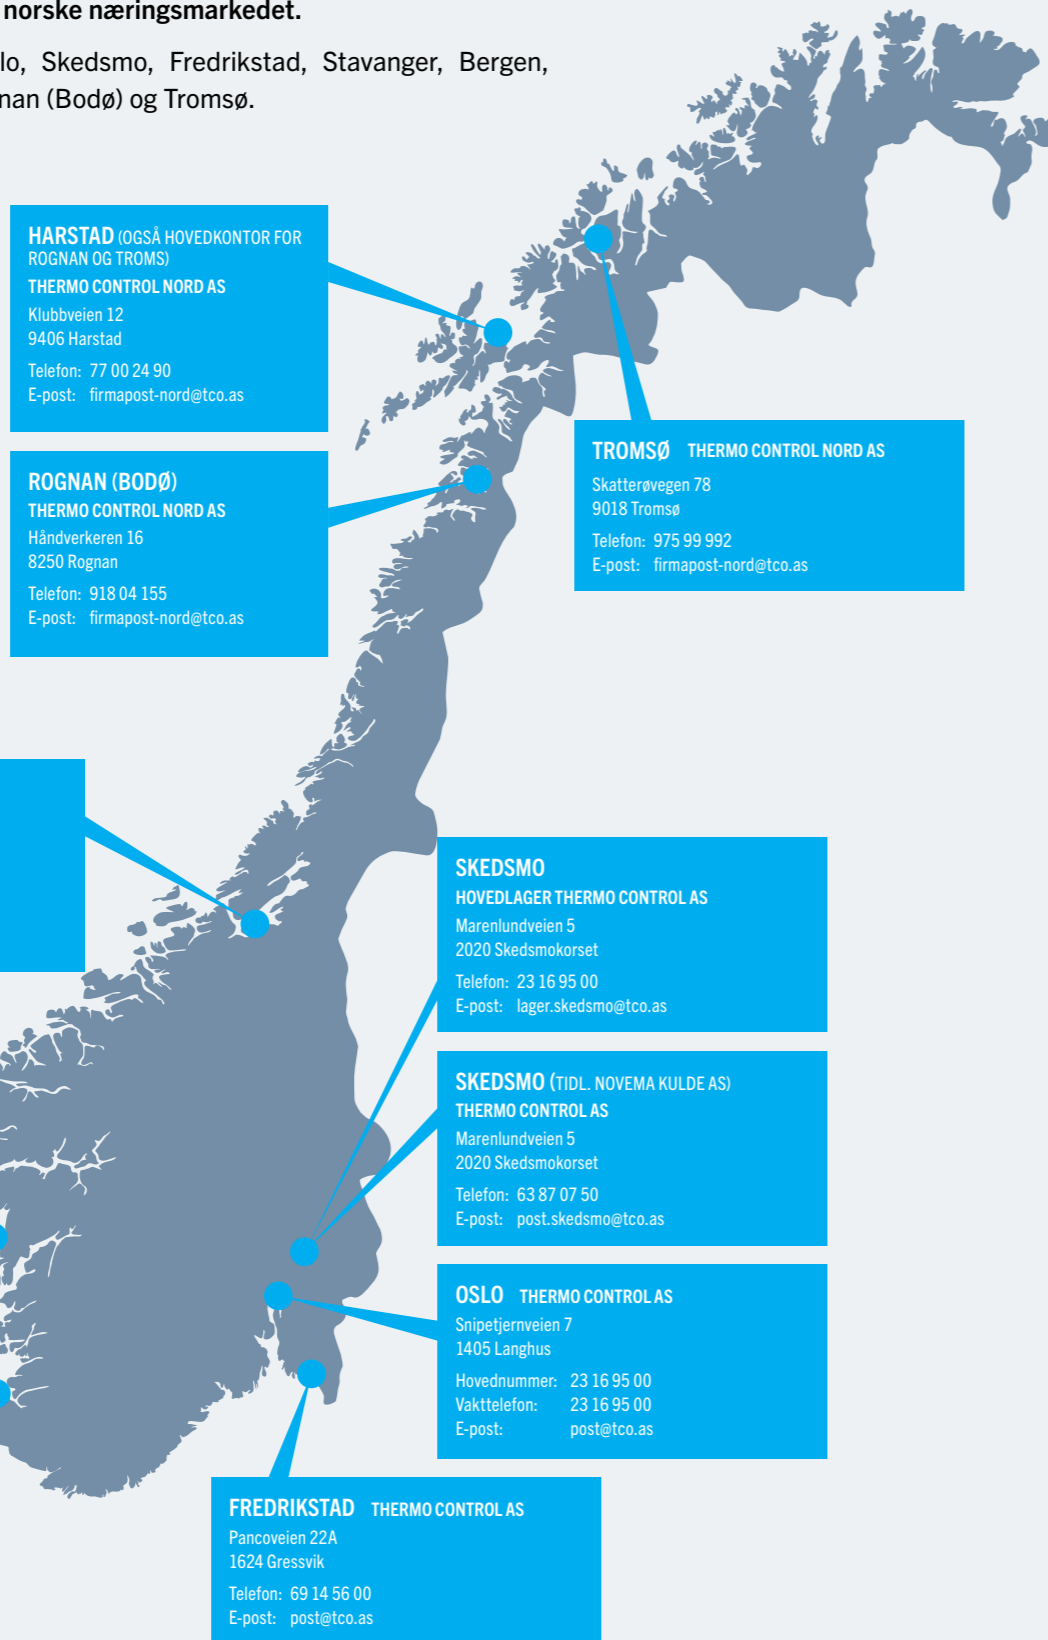 norske næringsmarkedet.
Skedsmo, Fredrikstad, Stavanger, Bergen,
(Bodø) og Tromsø.
HARSTAD (OGSÅ HOVEDKONTOR FOR
ROGNAN OG TROMS)
THERMO CONTROL NORD AS
Klubbveien 12
9406 Harstad
Telefon: 77 00 24 90
E-post: firmapost-nord@tco.as
TROMSØ THERMO CONTROL NORD AS
Skatterøvegen 78
9018 Tromsø
Telefon: 975 99 992
E-post: firmapost-nord@tco.as
ROGNAN (BODØ)
THERMO CONTROL NORD AS
Håndverkeren 16
8250 Rognan
Telefon: 918 04 155
E-post: firmapost-nord@tco.as
SKEDSMO
HOVEDLAGER THERMO CONTROL AS
Marenlundveien 5
2020 Skedsmokorset
Telefon: 23 16 95 00
E-post: lager.skedsmo@tco.as
SKEDSMO (TIDL. NOVEMA KULDE AS)
THERMO CONTROL AS
Marenlundveien 5
2020 Skedsmokorset
Telefon: 63 87 07 50
E-post: post.skedsmo@tco.as
OSLO THERMO CONTROL AS
Snipetjernveien 7
1405 Langhus
Hovednummer: 23 16 95 00
Vakttelefon: 23 16 95 00
E-post: post@tco.as
FREDRIKSTAD THERMO CONTROL AS
Pancoveien 22A
1624 Gressvik
Telefon: 69 14 56 00
E-post: post@tco.as